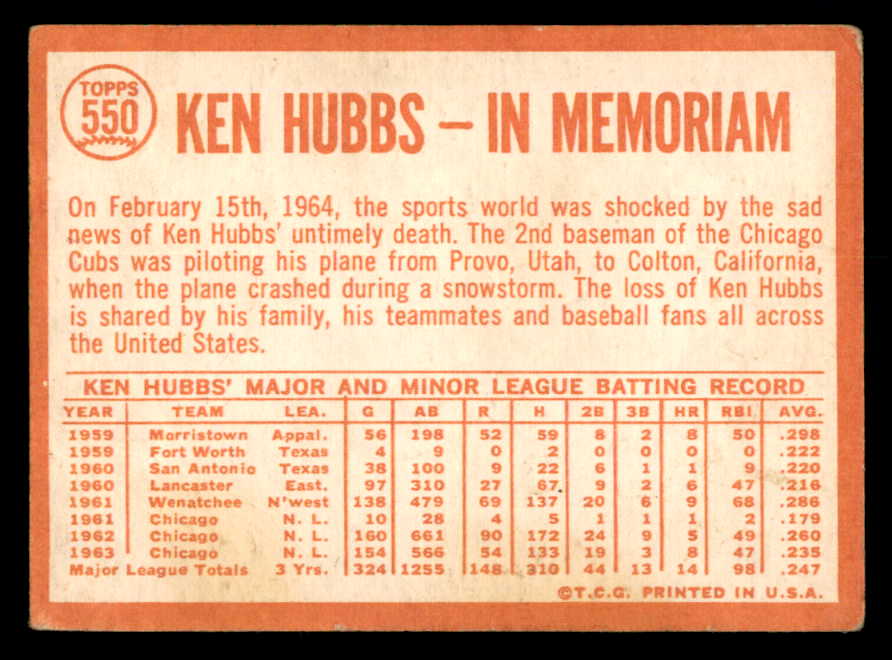 TOPPS
550
KEN HUBBS – IN MEMORIAM
On February 15th, 1964, the sports world was shocked by the sad
news of Ken Hubbs' untimely death. The 2nd baseman of the Chicago
Cubs was piloting his plane from Provo, Utah, to Colton, California,
when the plane crashed during a snowstorm. The loss of Ken Hubbs
is shared by his family, his teammates and baseball fans all across
the United States.
KEN HUBBS' MAJOR AND MINOR LEAGUE BATTING RECORD
YEAR TEAM LEA. G AB R H 2B 3B HR RBI AVG.
1959 Morristown Appal. 56 198 52 59 8 2 8 50 .298
1959 Fort Worth Texas 4 9 0 2 0 0 0 0 .222
1960 San Antonio Texas 38 100 9 22 6 1 1 9 .220
1960 Lancaster East. 97 310 27 67 9 2 6 47 .216
1961 Wenatchee N'west 138 479 69 137 20 6 9 68 .286
1961 Chicago N. L. 10 28 4 5 1 1 1 2 .179
1962 Chicago N. L. 160 661 90 172 24 9 5 49 .260
1963 Chicago N. L. 154 566 54 133 19 3 8 47 .235
Major League Totals 3 Yrs. 324 1255 148 310 44 13 14 98 .247
©T.C.G. PRINTED IN U.S.A.